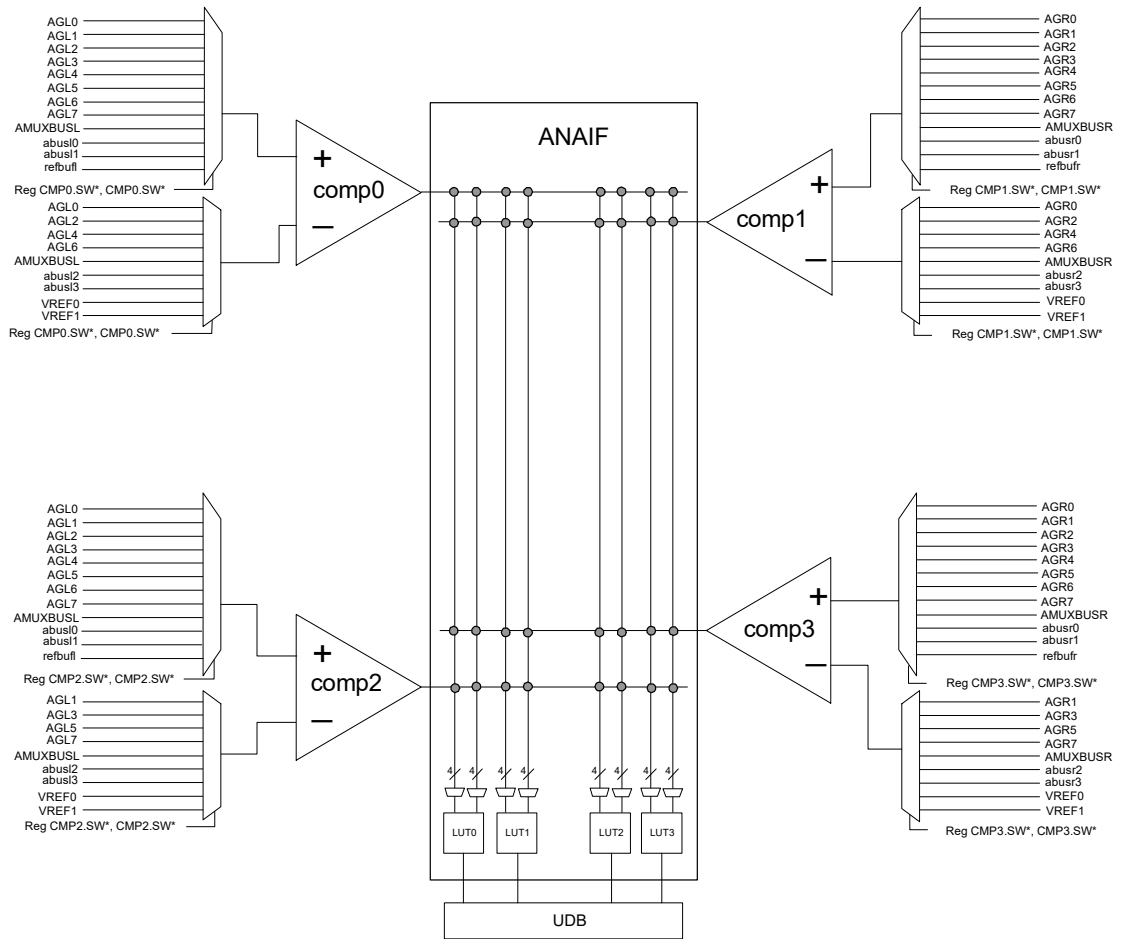 AGL0
AGL1
AGL2
AGL3
AGL4
AGL5
AGL6
AGL7
AMUXBUSL
abusl0
abusl1
refbufl
Reg CMP0.SW*, CMP0.SW*
AGL0
AGL2
AGL4
AGL6
AMUXBUSL
abusl2
abusl3
VREF0
VREF1
Reg CMP0.SW*, CMP0.SW*
+
comp0
−
ANAIF
+
comp1
−
AGR0
AGR1
AGR2
AGR3
AGR4
AGR5
AGR6
AGR7
AMUXBUSR
abusr0
abusr1
refbufr
Reg CMP1.SW*, CMP1.SW*
AGR0
AGR2
AGR4
AGR6
AMUXBUSR
abusr2
abusr3
VREF0
VREF1
Reg CMP1.SW*, CMP1.SW*
AGL0
AGL1
AGL2
AGL3
AGL4
AGL5
AGL6
AGL7
AMUXBUSL
abusl0
abusl1
refbufl
Reg CMP2.SW*, CMP2.SW*
AGL1
AGL3
AGL5
AGL7
AMUXBUSL
abusl2
abusl3
VREF0
VREF1
Reg CMP2.SW*, CMP2.SW*
+
comp2
−
+
comp3
−
AGR0
AGR1
AGR2
AGR3
AGR4
AGR5
AGR6
AGR7
AMUXBUSR
abusr0
abusr1
refbufr
Reg CMP3.SW*, CMP3.SW*
AGR1
AGR3
AGR5
AGR7
AMUXBUSR
abusr2
abusr3
VREF0
VREF1
Reg CMP3.SW*, CMP3.SW*
4 4 4 4 4 4 4 4
LUT0 LUT1 LUT2 LUT3
UDB